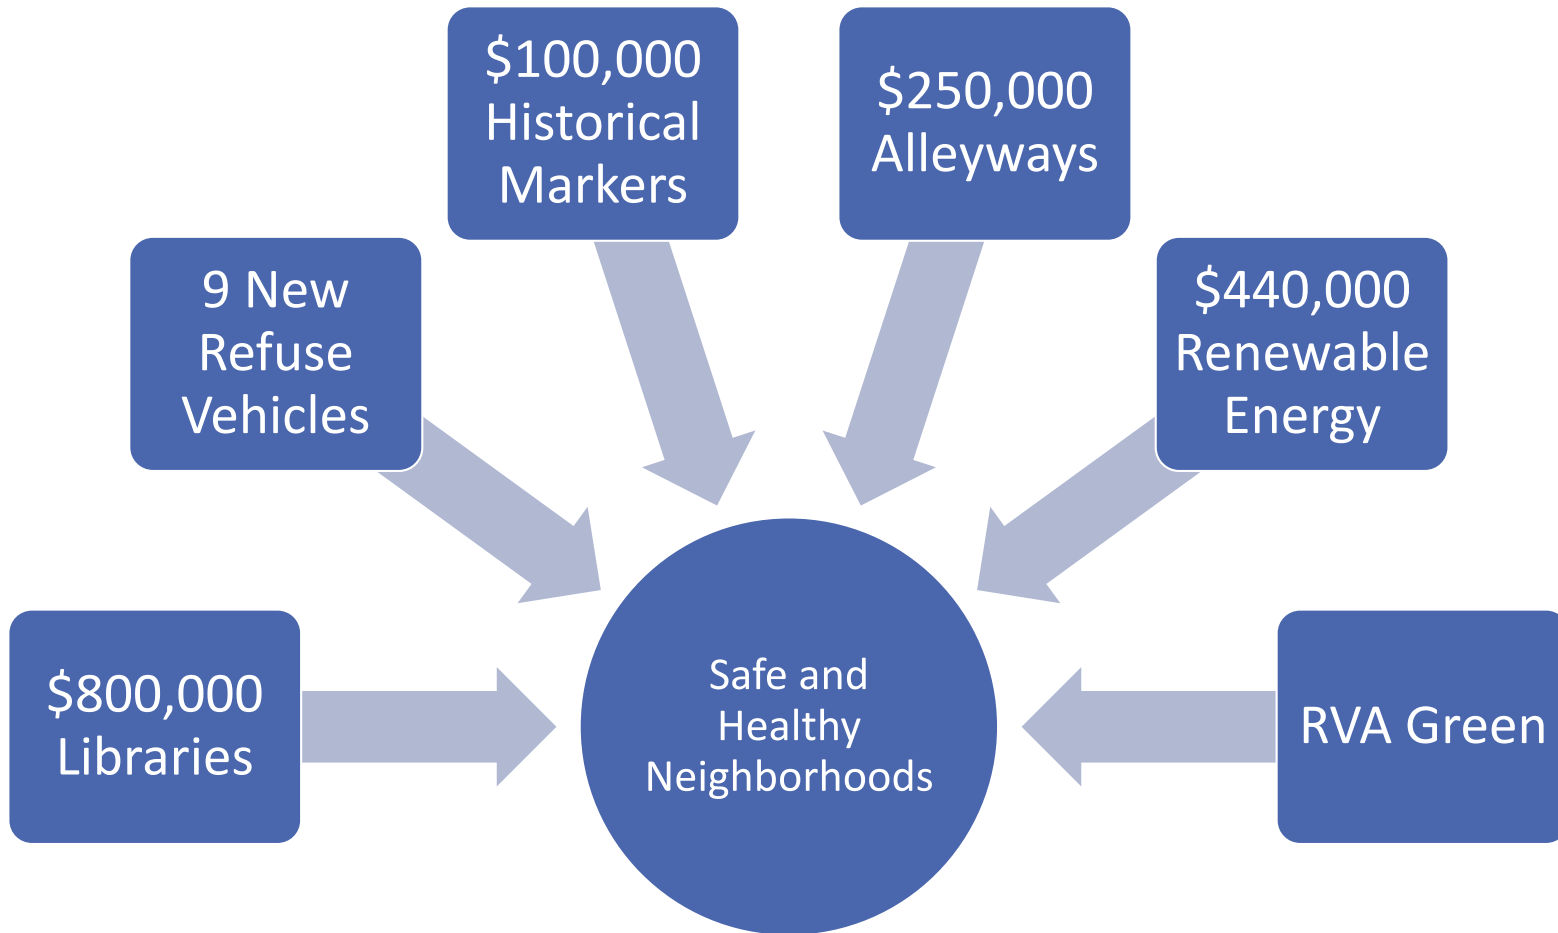 $100,000
Historical
Markers
$250,000
Alleyways
9 New
Refuse
Vehicles
$440,000
Renewable
Energy
$800,000
Libraries
Safe and
Healthy
Neighborhoods
RVA Green